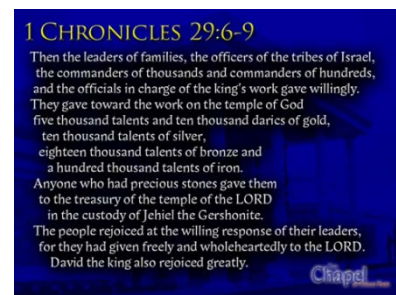 1 CHRONICLES 29:6-9
Then the leaders of families, the officers of the tribes of Israel,
the commanders of thousands and commanders of hundreds,
and the officials in charge of the king's work gave willingly.
They gave toward the work on the temple of God
five thousand talents and ten thousand darics of gold,
ten thousand talents of silver,
eighteen thousand talents of bronze and
a hundred thousand talents of iron.
Anyone who had precious stones gave them
to the treasury of the temple of the LORD
in the custody of Jehiel the Gershonite.
The people rejoiced at the willing response of their leaders,
for they had given freely and wholeheartedly to the LORD.
David the king also rejoiced greatly.
The Chapel